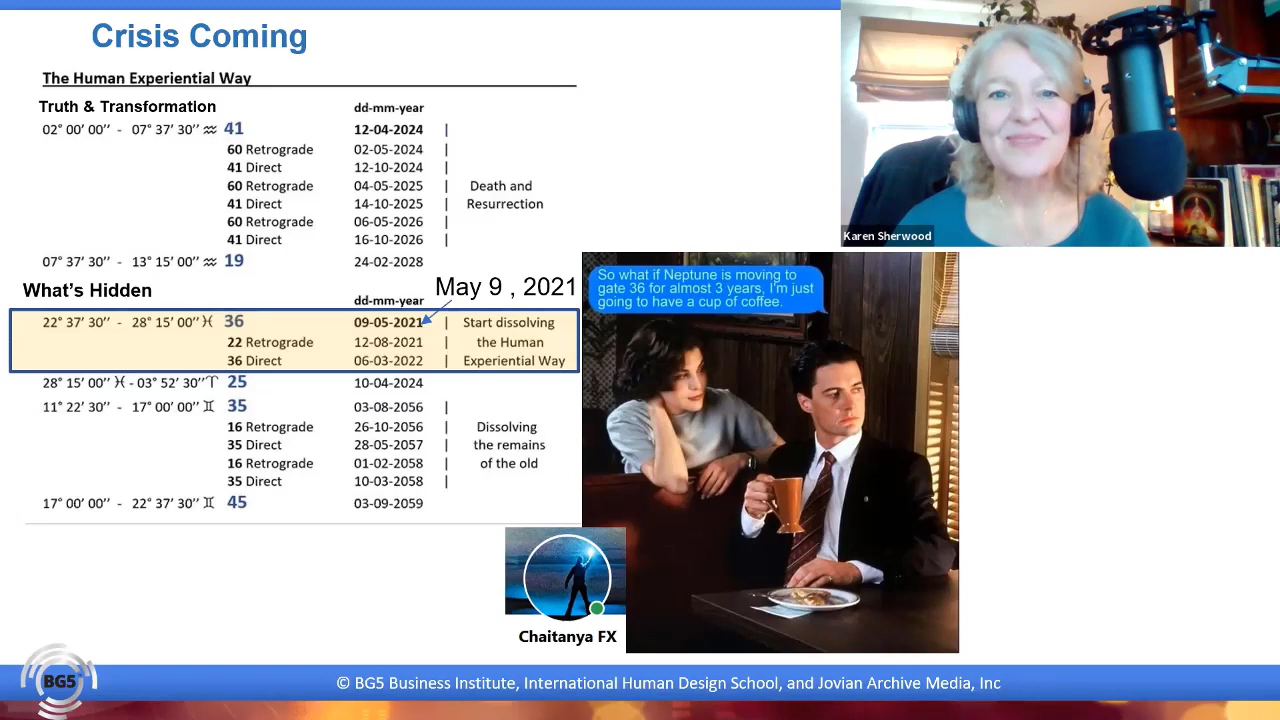 Crisis Coming
The Human Experiential Way
Truth & Transformation dd-mm-year
02° 00’ 00’’ - 07° 37’ 30’’ ♒ 41 12-04-2024 |
60 Retrograde 02-05-2024 |
41 Direct 12-10-2024 |
60 Retrograde 04-05-2025 | Death and
41 Direct 14-10-2025 | Resurrection
60 Retrograde 06-05-2026 |
41 Direct 16-10-2026 |
07° 37’ 30’’ - 13° 15’ 00’’ ♒ 19 24-02-2028
What’s Hidden dd-mm-year
May 9 , 2021
22° 37’ 30’’ - 28° 15’ 00’’ ♓ 36 09-05-2021 | Start dissolving
22 Retrograde 12-08-2021 | the Human
36 Direct 06-03-2022 | Experiential Way
28° 15’ 00’’ ♓ - 03° 52’ 30’’ ♈ 25 10-04-2024
11° 22’ 30’’ - 17° 00’ 00’’ ♊ 35 03-08-2056 |
16 Retrograde 26-10-2056 | Dissolving
35 Direct 28-05-2057 | the remains
16 Retrograde 01-02-2058 | of the old
35 Direct 10-03-2058 |
17° 00’ 00’’ - 22° 37’ 30’’ ♊ 45 03-09-2059
Karen Sherwood
So what if Neptune is moving to
gate 36 for almost 3 years, I'm just
going to have a cup of coffee.
Chaitanya FX
BG5
© BG5 Business Institute, International Human Design School, and Jovian Archive Media, Inc